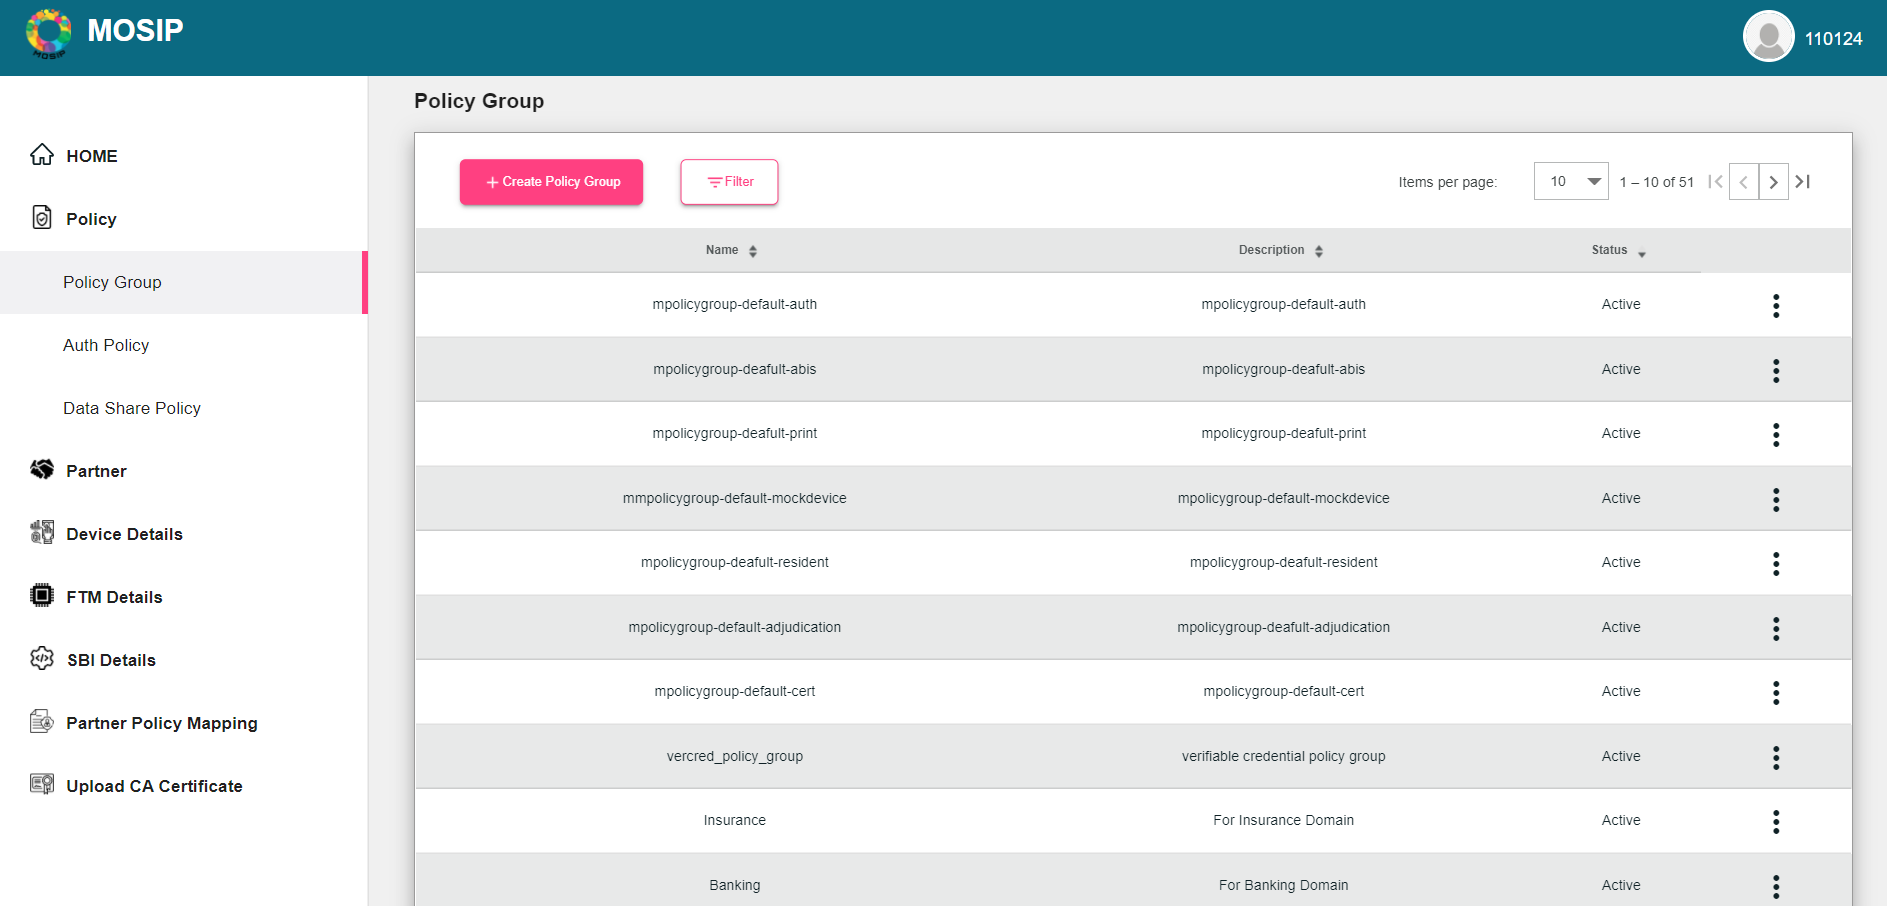 MOSIP
MOSIP
110124
HOME
Policy
Policy Group
Auth Policy
Data Share Policy
Partner
Device Details
FTM Details
SBI Details
Partner Policy Mapping
Upload CA Certificate
Policy Group
+ Create Policy Group
Filter
Items per page: 10 1 – 10 of 51
Name Description Status
mpolicygroup-default-auth mpolicygroup-default-auth Active
mpolicygroup-deafult-abis mpolicygroup-deafult-abis Active
mpolicygroup-deafult-print mpolicygroup-deafult-print Active
mmpolicygroup-default-mockdevice mpolicygroup-default-mockdevice Active
mpolicygroup-deafult-resident mpolicygroup-deafult-resident Active
mpolicygroup-default-adjudication mpolicygroup-deafult-adjudication Active
mpolicygroup-default-cert mpolicygroup-default-cert Active
vercred_policy_group verifiable credential policy group Active
Insurance For Insurance Domain Active
Banking For Banking Domain Active